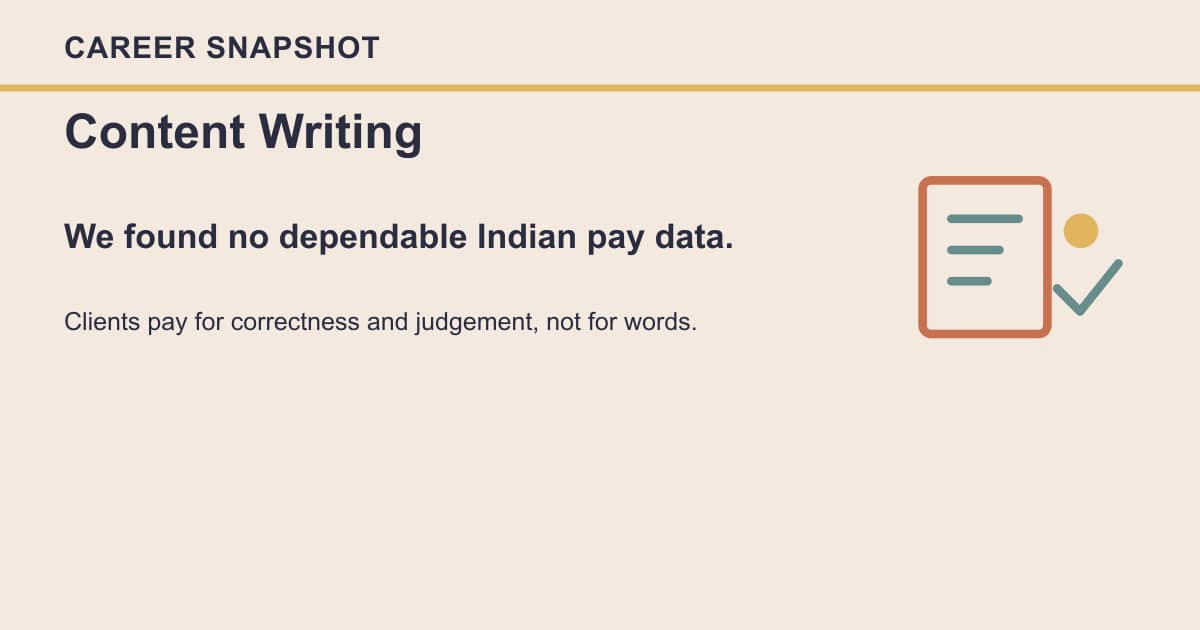 CAREER SNAPSHOT
Content Writing
We found no dependable Indian pay data.
Clients pay for correctness and judgement, not for words.